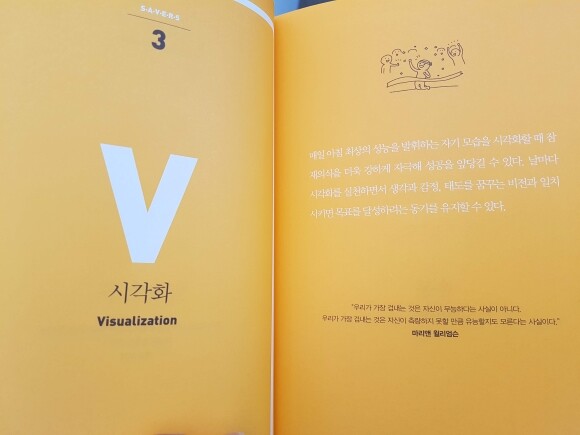 S·A·V·E·R·S
3
V
시각화
Visualization
매일 아침 최상의 성능을 발휘하는 자기 모습을 시각화할 때 잠
재의식을 더욱 강하게 자극해 성공을 앞당길 수 있다. 날마다
시각화를 실천하면서 생각과 감정, 태도를 꿈꾸는 비전과 일치
시키면 목표를 달성하려는 동기를 유지할 수 있다.
"우리가 가장 겁내는 것은 자신이 무능하다는 사실이 아니다.
우리가 가장 겁내는 것은 자신이 측량하지 못할 만큼 유능할지도 모른다는 사실이다."
마리앤 윌리엄슨